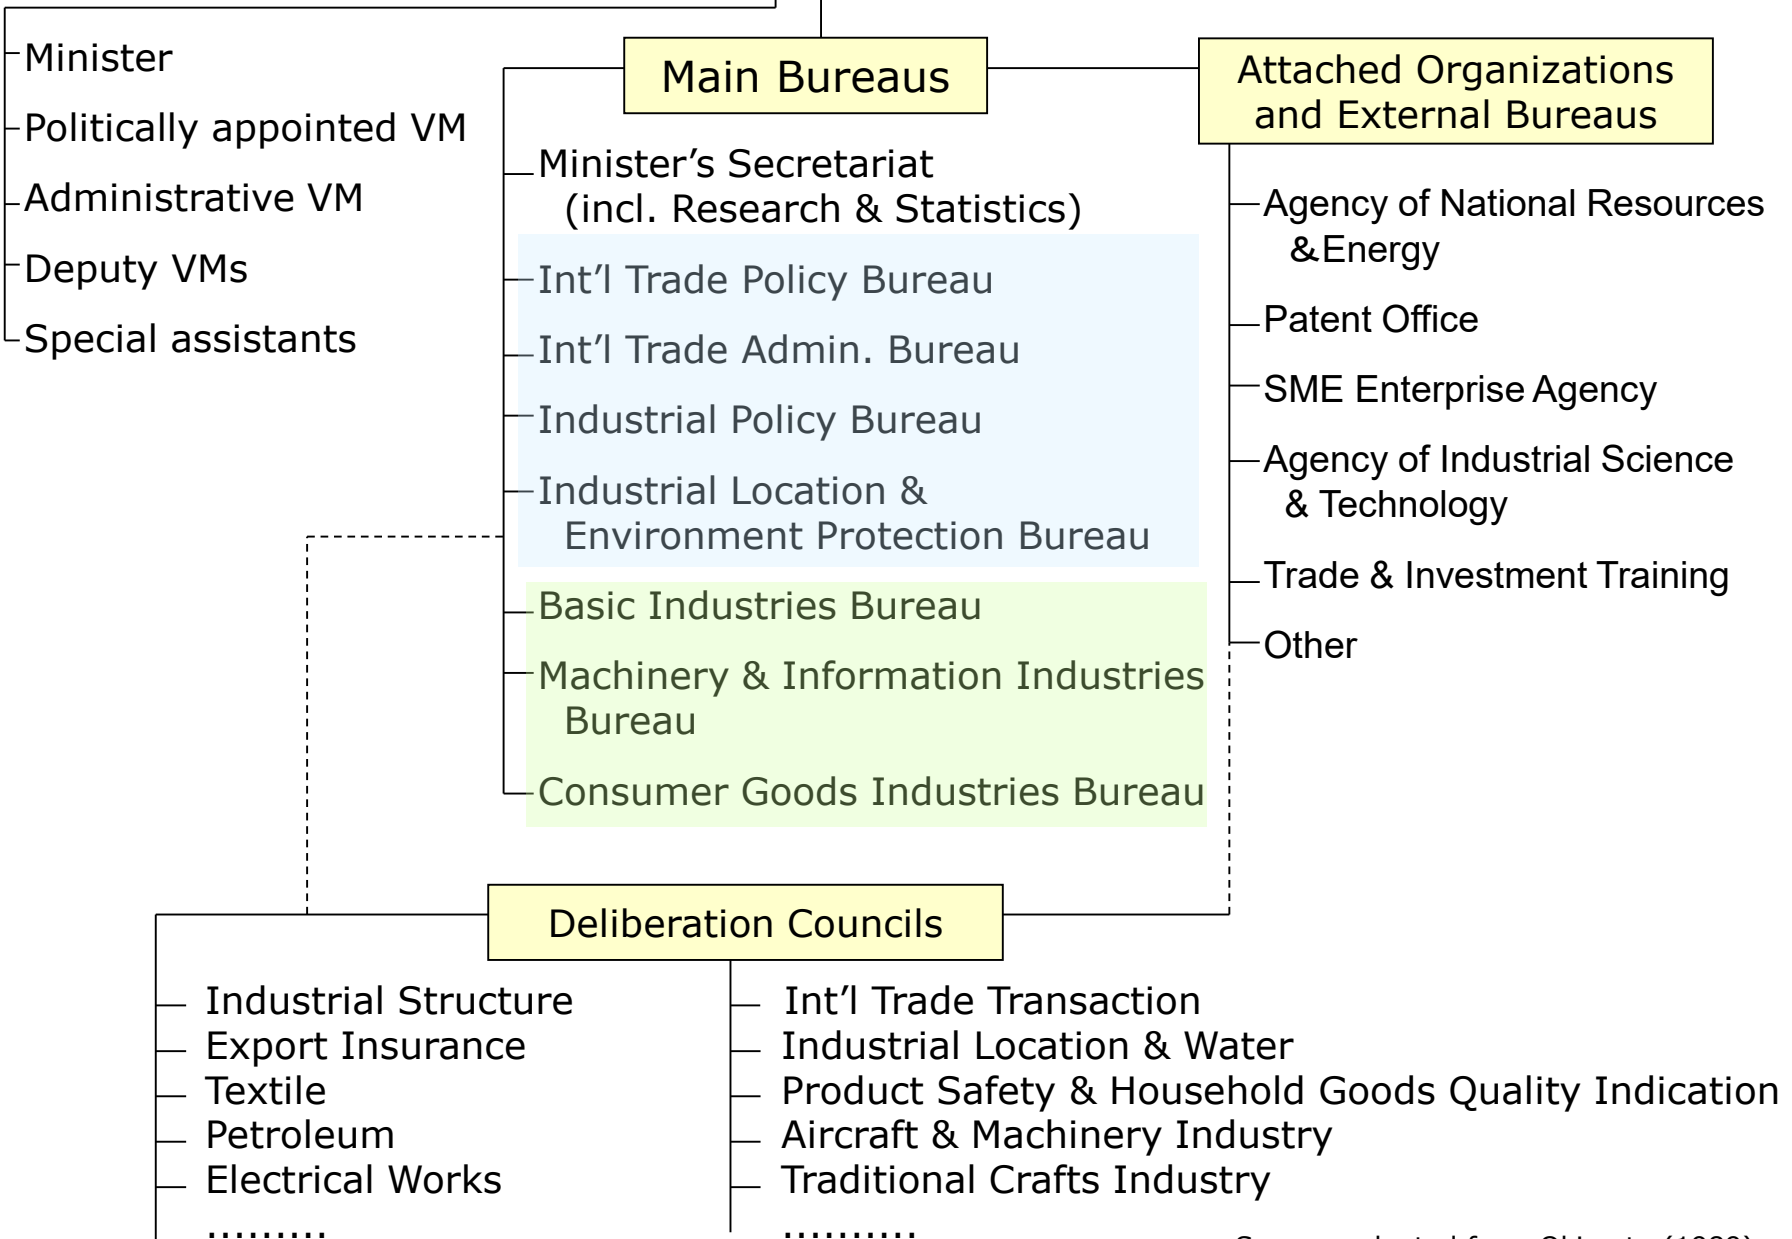 Minister
Politically appointed VM
Administrative VM
Deputy VMs
Special assistants
Main Bureaus
Minister’s Secretariat
(incl. Research & Statistics)
Int’l Trade Policy Bureau
Int’l Trade Admin. Bureau
Industrial Policy Bureau
Industrial Location &
Environment Protection Bureau
Basic Industries Bureau
Machinery & Information Industries
Bureau
Consumer Goods Industries Bureau
Attached Organizations
and External Bureaus
Agency of National Resources
&Energy
Patent Office
SME Enterprise Agency
Agency of Industrial Science
& Technology
Trade & Investment Training
Other
Deliberation Councils
Industrial Structure
Export Insurance
Textile
Petroleum
Electrical Works
Int’l Trade Transaction
Industrial Location & Water
Product Safety & Household Goods Quality Indication
Aircraft & Machinery Industry
Traditional Crafts Industry